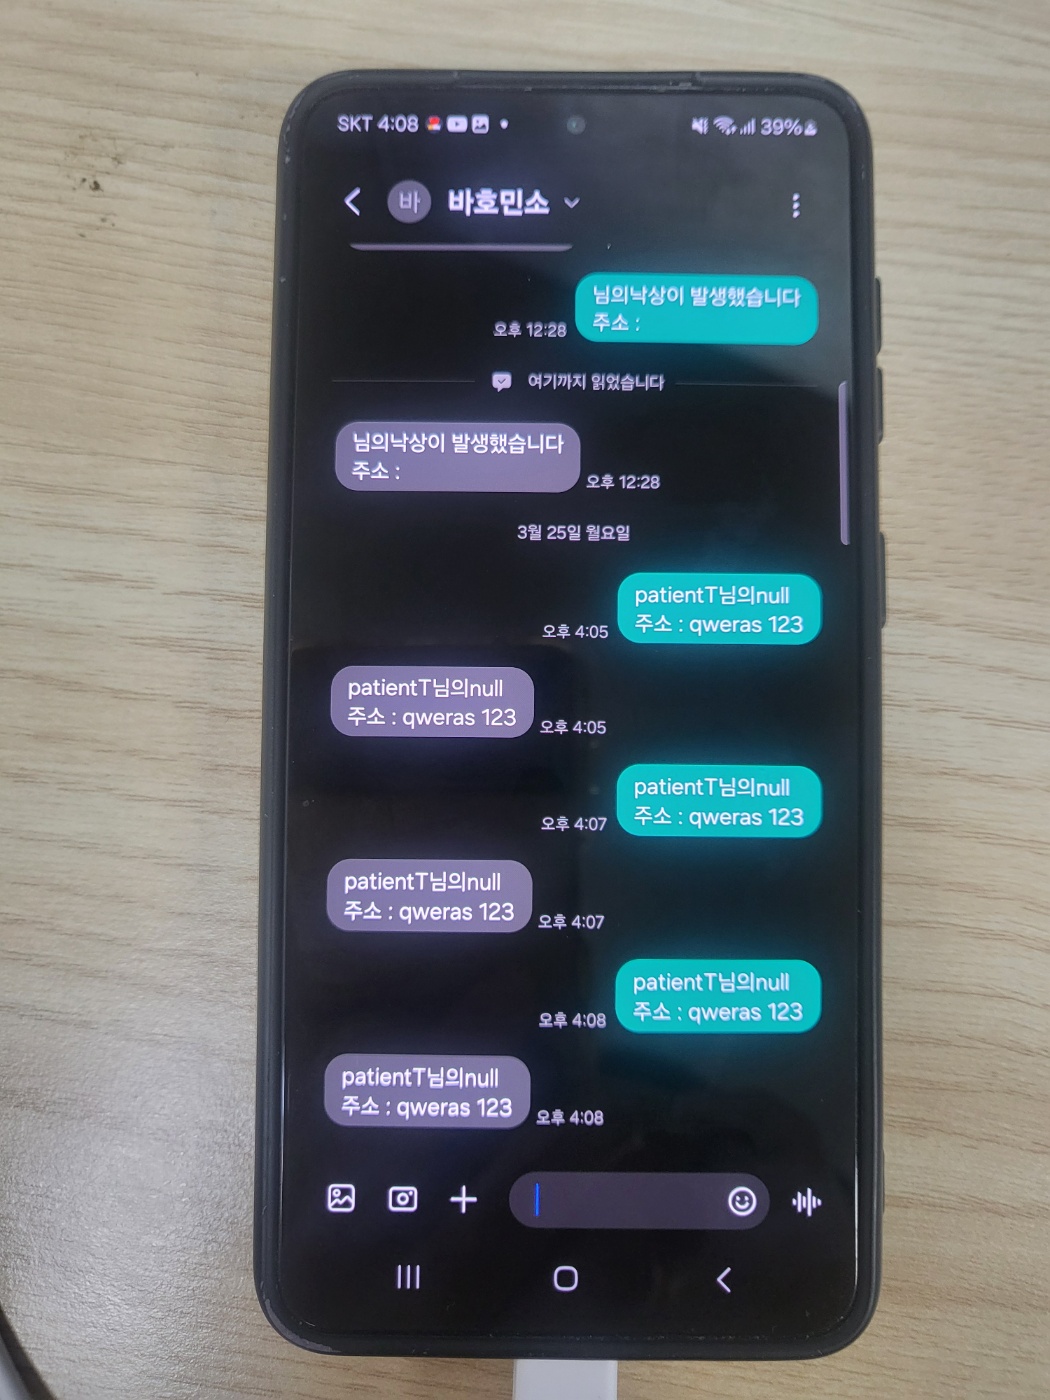 SKT 4:08
39%
바
바호민소
님의낙상이 발생했습니다
주소 :
오후 12:28
여기까지 읽었습니다
님의낙상이 발생했습니다
주소 :
오후 12:28
3월 25일 월요일
patientT님의null
주소 : qweras 123
오후 4:05
patientT님의null
주소 : qweras 123
오후 4:05
patientT님의null
주소 : qweras 123
오후 4:07
patientT님의null
주소 : qweras 123
오후 4:07
patientT님의null
주소 : qweras 123
오후 4:08
patientT님의null
주소 : qweras 123
오후 4:08